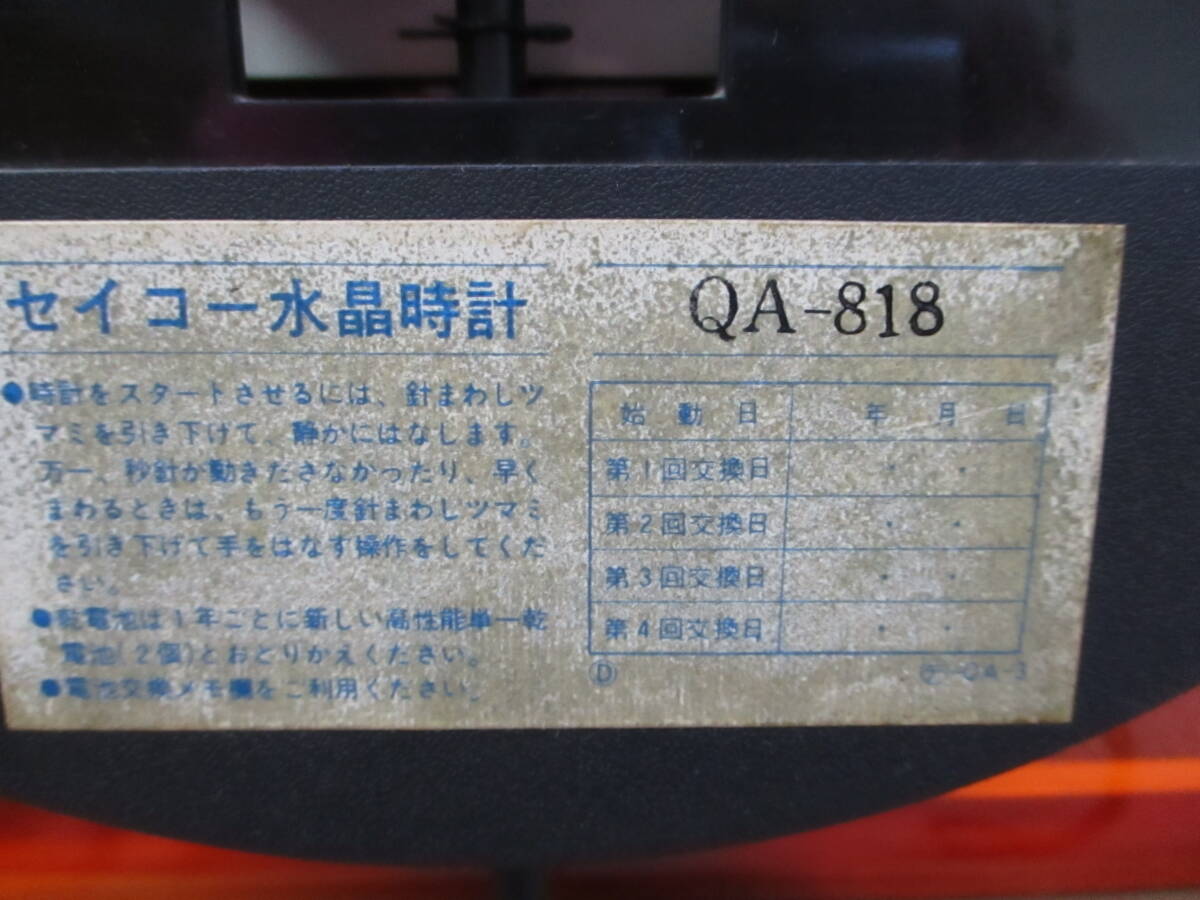 セイコー水晶時計
●時計をスタートさせるには、針まわしツ
マミを引き下げて、静かにはなします。
万一、秒針が動きださなかったり、早く
まわるときは、もう一度針まわしツマミ
を引き下げて手をはなす操作をしてくだ
さい。
●乾電池は1年ごとに新しい高性能単一乾
電池(2個)とおとりかえください。
●電池交換メモ欄をご利用ください。
QA-818
始動日 年 月 日
第1回交換日 ・ ・
第2回交換日 ・ ・
第3回交換日 ・ ・
第4回交換日 ・ ・
Ⓓ QA-3